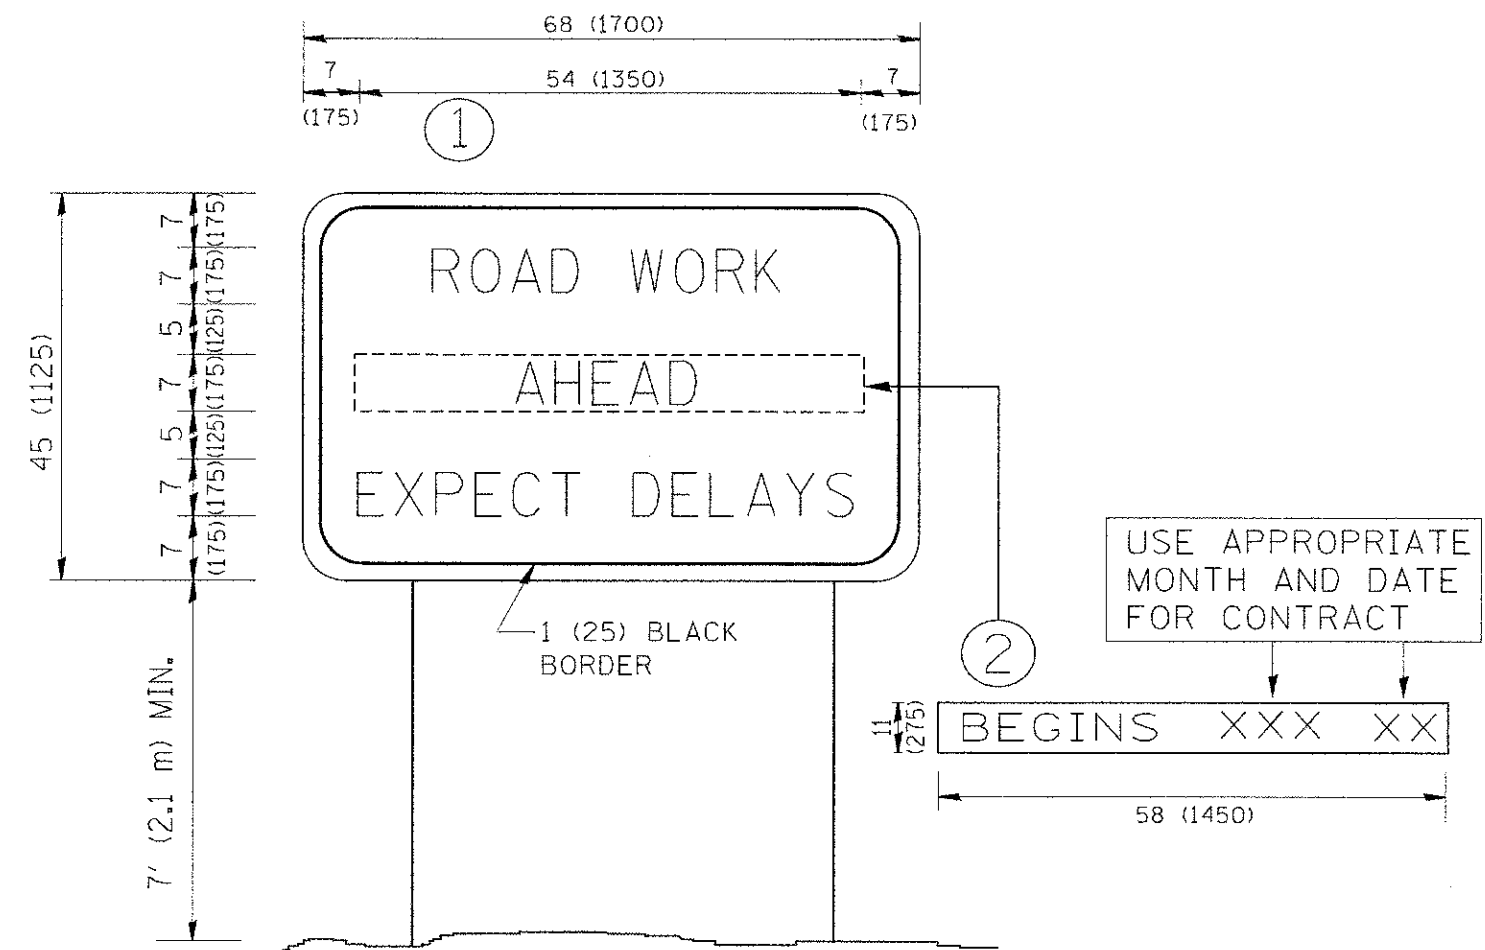 68 (1700)
7
54 (1350)
7
(175)
(175)
1
45 (1125)
7 (175)
7 (175)
5 (125)
7 (175)
5 (125)
7 (175)
7 (175)
ROAD WORK
AHEAD
EXPECT DELAYS
1 (25) BLACK
BORDER
7' (2.1 m) MIN.
USE APPROPRIATE
MONTH AND DATE
FOR CONTRACT
2
11
(275)
BEGINS XXX XX
58 (1450)